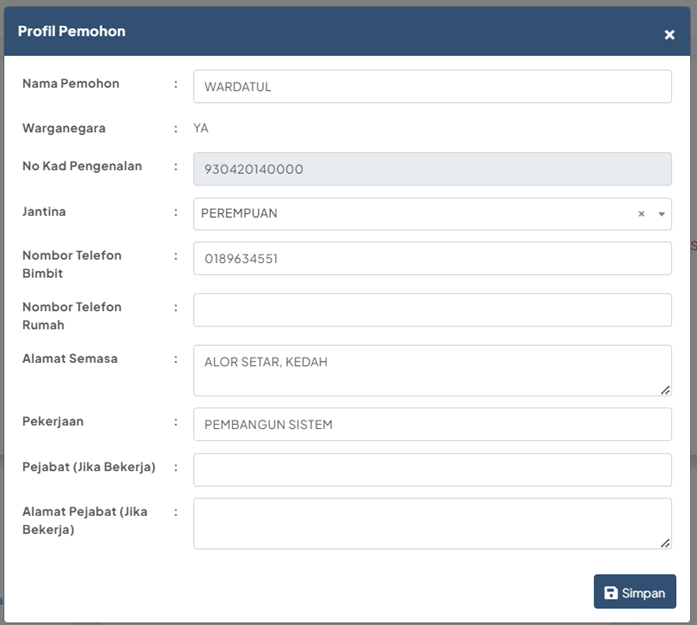 Profil Pemohon ×
Nama Pemohon : WARDATUL
Warganegara : YA
No Kad Pengenalan : 930420140000
Jantina : PEREMPUAN ×
Nombor Telefon
Bimbit : 0189634551
Nombor Telefon
Rumah :
Alamat Semasa : ALOR SETAR, KEDAH
Pekerjaan : PEMBANGUN SISTEM
Pejabat (Jika Bekerja) :
Alamat Pejabat (Jika
Bekerja) :
Simpan